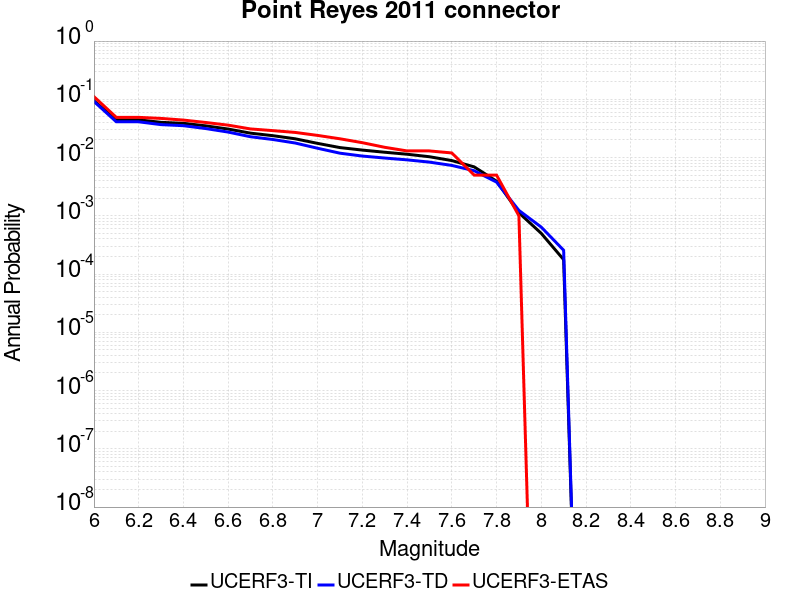 Point Reyes 2011 connector
10^0
10^-1
10^-2
10^-3
10^-4
10^-5
10^-6
10^-7
10^-8
Annual Probability
6 6.2 6.4 6.6 6.8 7 7.2 7.4 7.6 7.8 8 8.2 8.4 8.6 8.8 9
Magnitude
UCERF3-TI UCERF3-TD UCERF3-ETAS